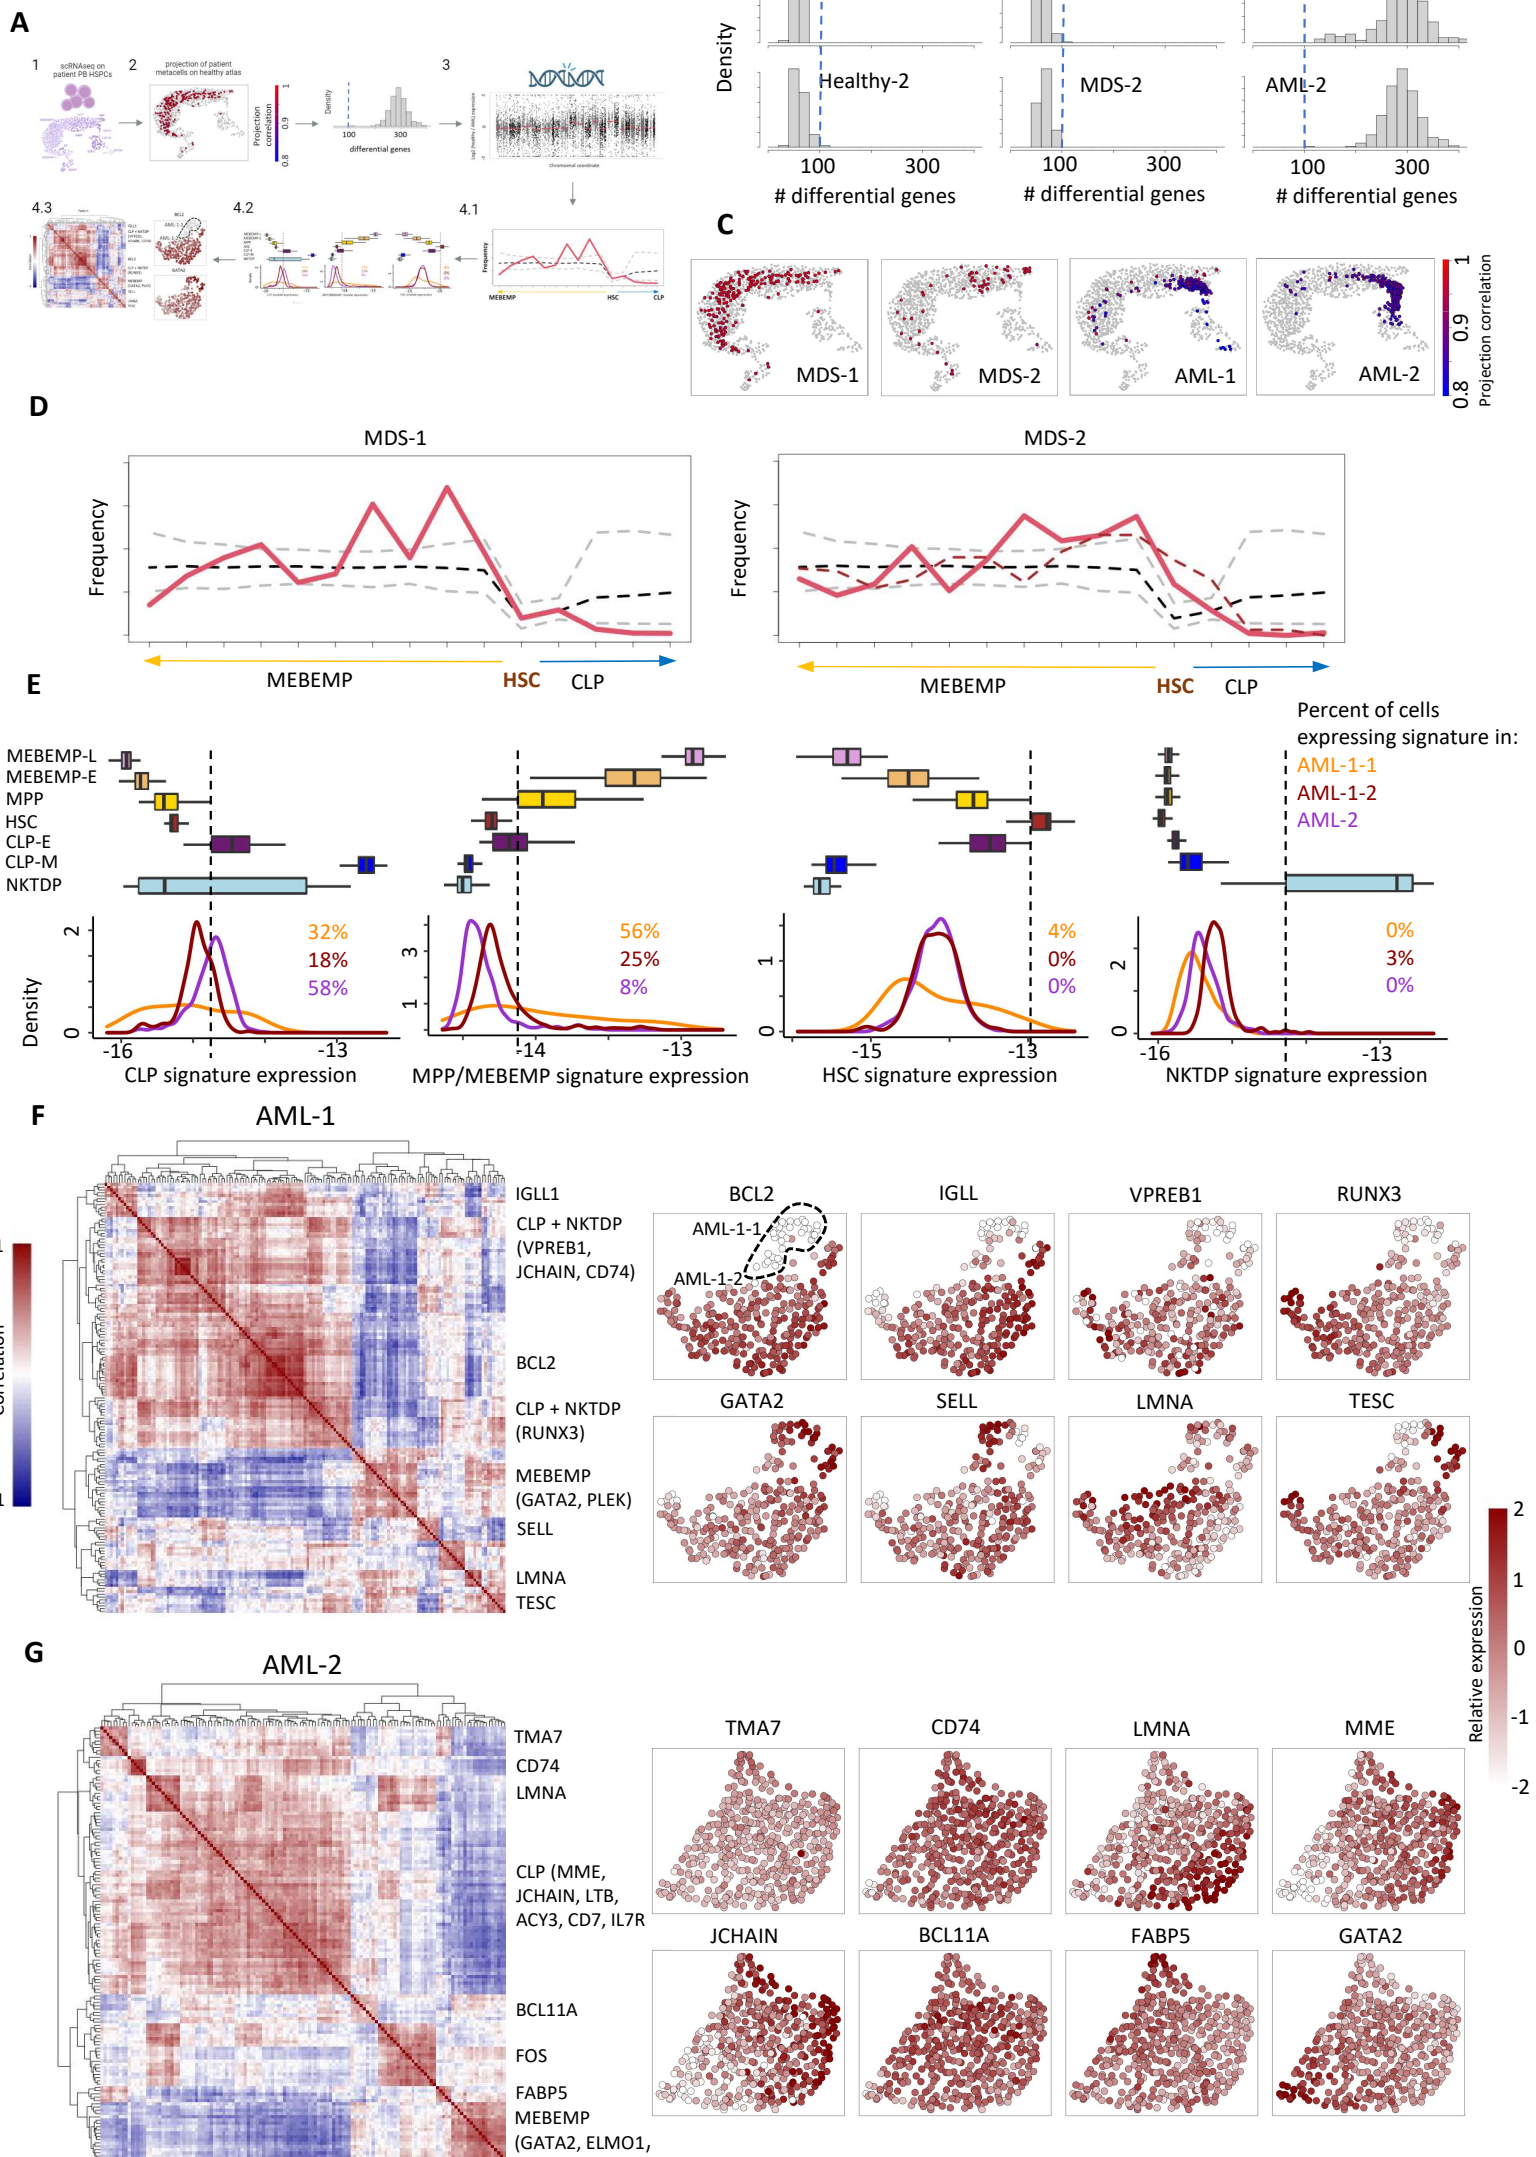 A
1
scRNAseq on
patient PB HSPCs
2
projection of patient
metacells on healthy atlas
1
0.9
0.8
Projection
correlation
Density
100
300
differential genes
3
Log2 (healthy / AML) expression
Chromosomal coordinate
4.3
BCL2
AML-1-1
GATA2
4.2
4.1
Frequency
MEBEMP
HSC
CLP
Density
Healthy-2
MDS-2
AML-2
100
300
100
300
100
300
# differential genes
# differential genes
# differential genes
C
MDS-1
MDS-2
AML-1
AML-2
1
0.9
0.8
Projection correlation
D
MDS-1
MDS-2
Frequency
Frequency
MEBEMP
HSC
CLP
MEBEMP
HSC
CLP
E
Percent of cells
expressing signature in:
AML-1-1
AML-1-2
AML-2
MEBEMP-L
MEBEMP-E
MPP
HSC
CLP-E
CLP-M
NKTDP
Density
2
0
32%
18%
58%
-16
-13
CLP signature expression
3
1
56%
25%
8%
-14
-13
MPP/MEBEMP signature expression
1
0
4%
0%
0%
-15
-13
HSC signature expression
2
0
0%
3%
0%
-16
-13
NKTDP signature expression
F
AML-1
IGLL1
CLP + NKTDP
(VPREB1,
JCHAIN, CD74)
BCL2
CLP + NKTDP
(RUNX3)
MEBEMP
(GATA2, PLEK)
SELL
LMNA
TESC
BCL2
IGLL
VPREB1
RUNX3
AML-1-1
AML-1-2
GATA2
SELL
LMNA
TESC
2
1
0
-1
-2
Relative expression
G
AML-2
TMA7
CD74
LMNA
CLP (MME,
JCHAIN, LTB,
ACY3, CD7, IL7R
BCL11A
FOS
FABP5
MEBEMP
(GATA2, ELMO1,
TMA7
CD74
LMNA
MME
JCHAIN
BCL11A
FABP5
GATA2